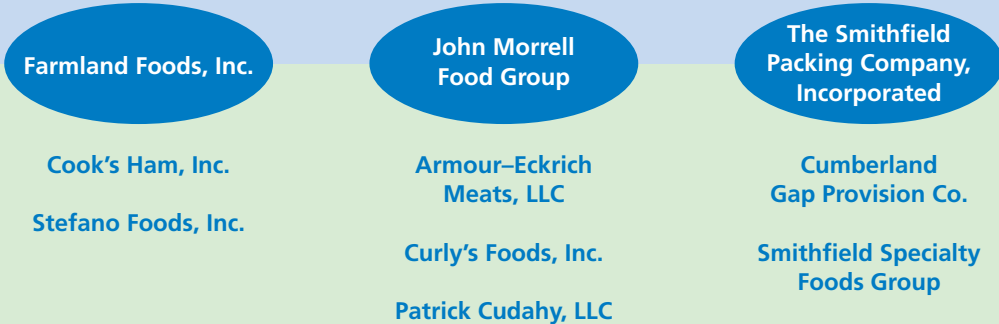 Farmland Foods, Inc.
Cook's Ham, Inc.
Stefano Foods, Inc.
John Morrell
Food Group
Armour–Eckrich
Meats, LLC
Curly's Foods, Inc.
Patrick Cudahy, LLC
The Smithfield
Packing Company,
Incorporated
Cumberland
Gap Provision Co.
Smithfield Specialty
Foods Group